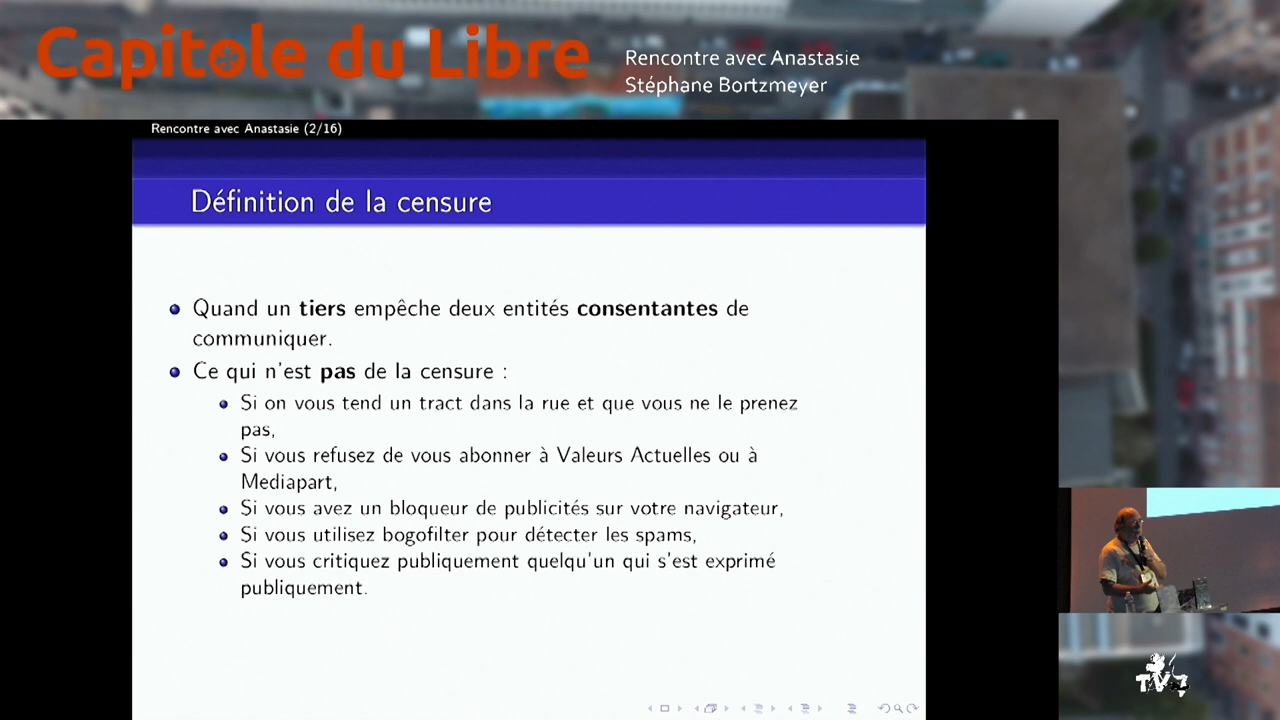 Capitole du Libre
Rencontre avec Anastasie
Stéphane Bortzmeyer
Rencontre avec Anastasie (2/16)
Définition de la censure
Quand un tiers empêche deux entités consentantes de
communiquer.
Ce qui n'est pas de la censure :
Si on vous tend un tract dans la rue et que vous ne le prenez
pas,
Si vous refusez de vous abonner à Valeurs Actuelles ou à
Mediapart,
Si vous avez un bloqueur de publicités sur votre navigateur,
Si vous utilisez bogofilter pour détecter les spams,
Si vous critiquez publiquement quelqu'un qui s'est exprimé
publiquement.